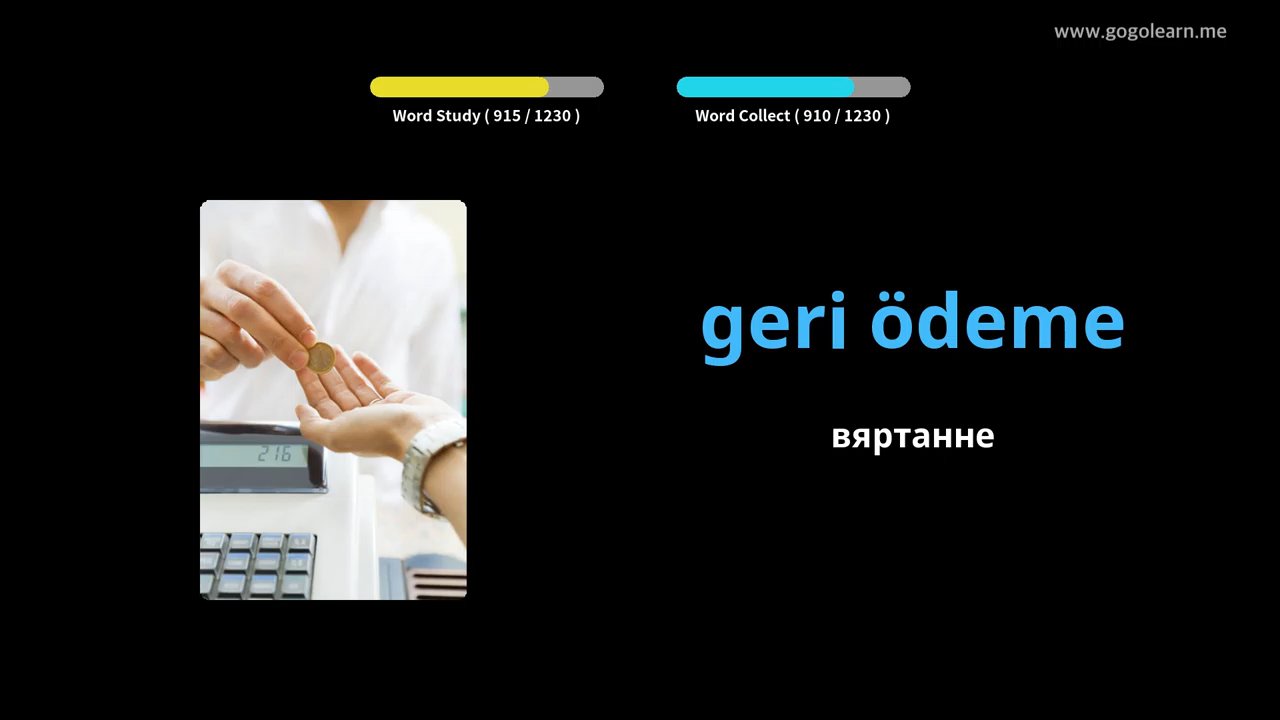 www.gogolearn.me
Word Study ( 915 / 1230 )
Word Collect ( 910 / 1230 )
geri ödeme
вяртанне
216